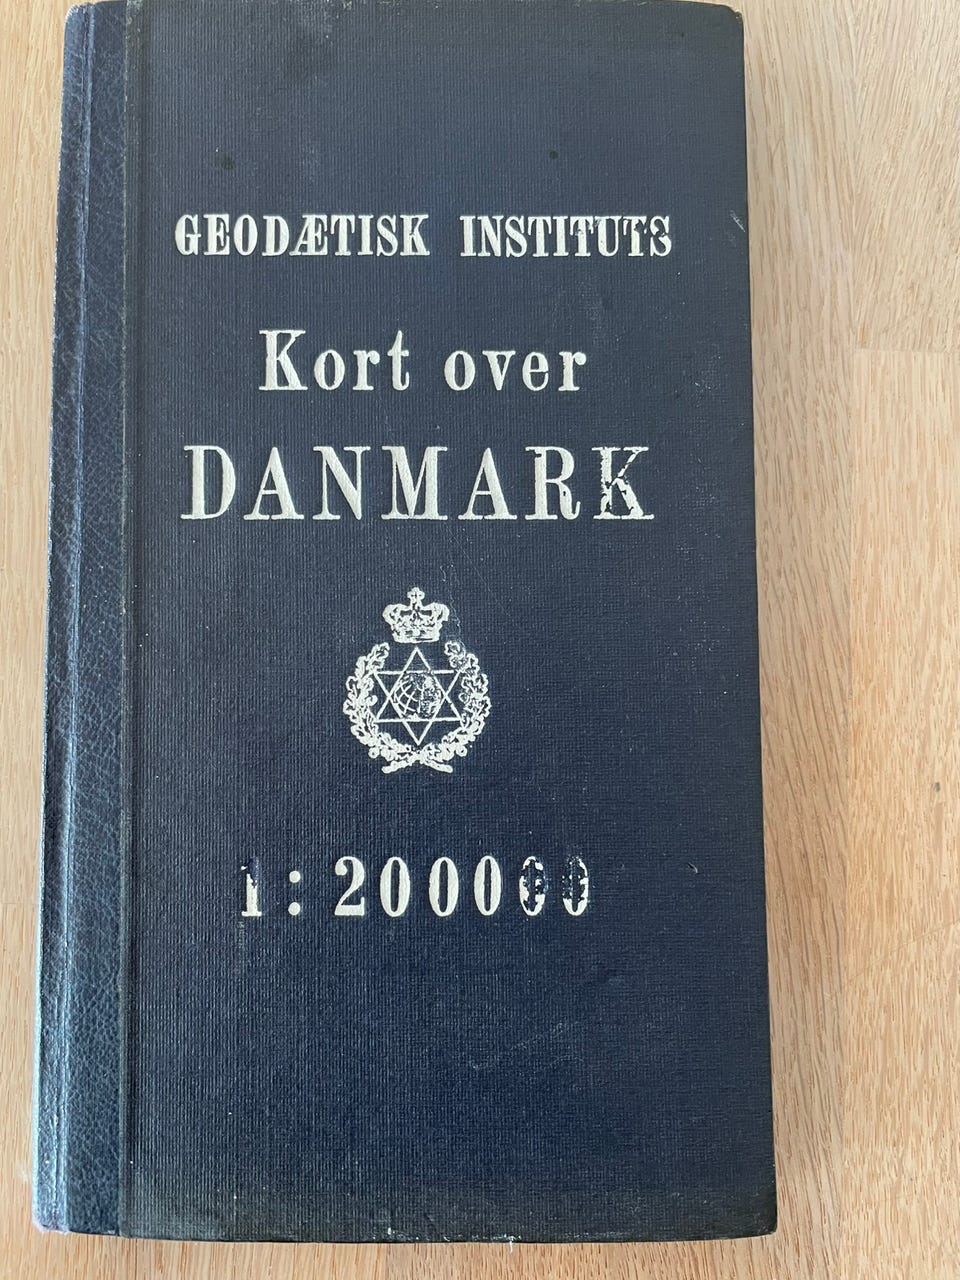 GEODÆTISK INSTITUTS
Kort over
DANMARK
1:200000